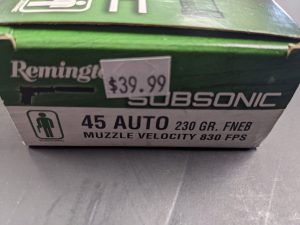 Remingt
$39.99
SUBSONIC
45 AUTO 230 GR. FNEB
MUZZLE VELOCITY 830 FPS